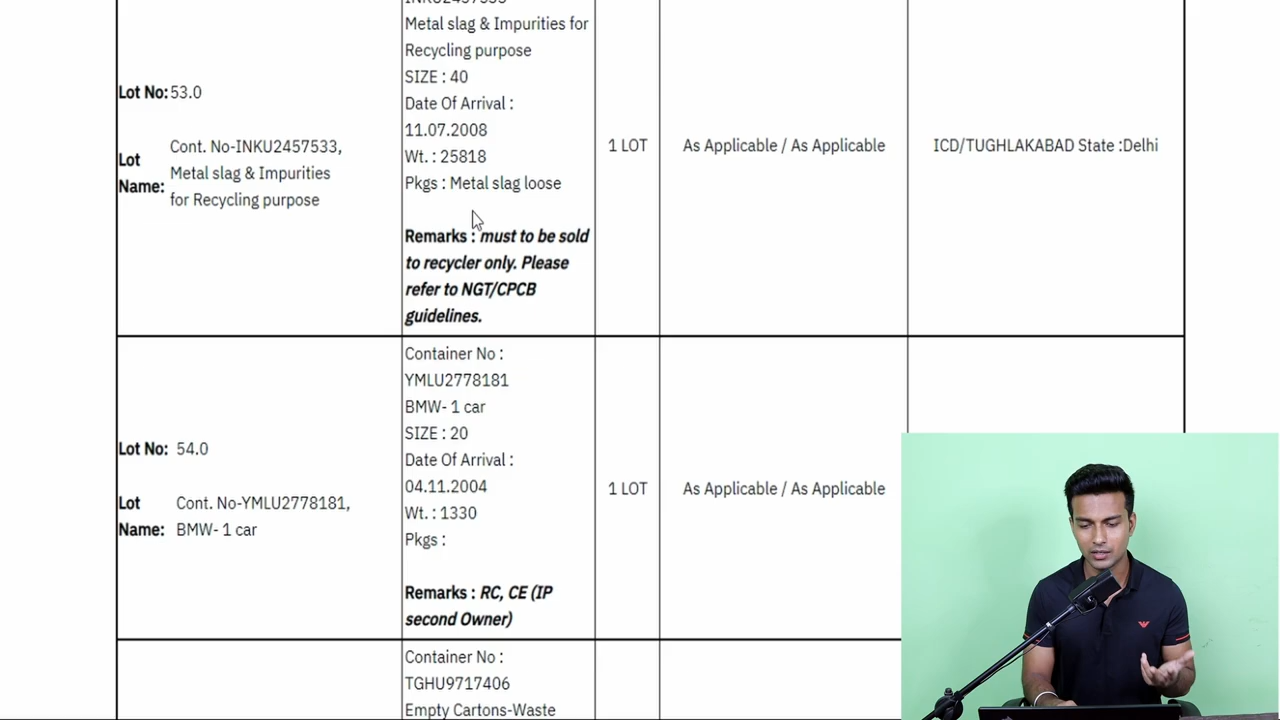 INKU2457533
Metal slag & Impurities for
Recycling purpose
SIZE : 40
Date Of Arrival :
11.07.2008
Wt. : 25818
Pkgs : Metal slag loose
Remarks : must to be sold
to recycler only. Please
refer to NGT/CPCB
guidelines.
Lot No: 53.0
Lot Name: Cont. No-INKU2457533,
Metal slag & Impurities
for Recycling purpose
1 LOT
As Applicable / As Applicable
ICD/TUGHLAKABAD State :Delhi
Lot No: 54.0
Lot Name: Cont. No-YMLU2778181,
BMW- 1 car
Container No :
YMLU2778181
BMW- 1 car
SIZE : 20
Date Of Arrival :
04.11.2004
Wt. : 1330
Pkgs :
Remarks : RC, CE (IP
second Owner)
1 LOT
As Applicable / As Applicable
Container No :
TGHU9717406
Empty Cartons-Waste